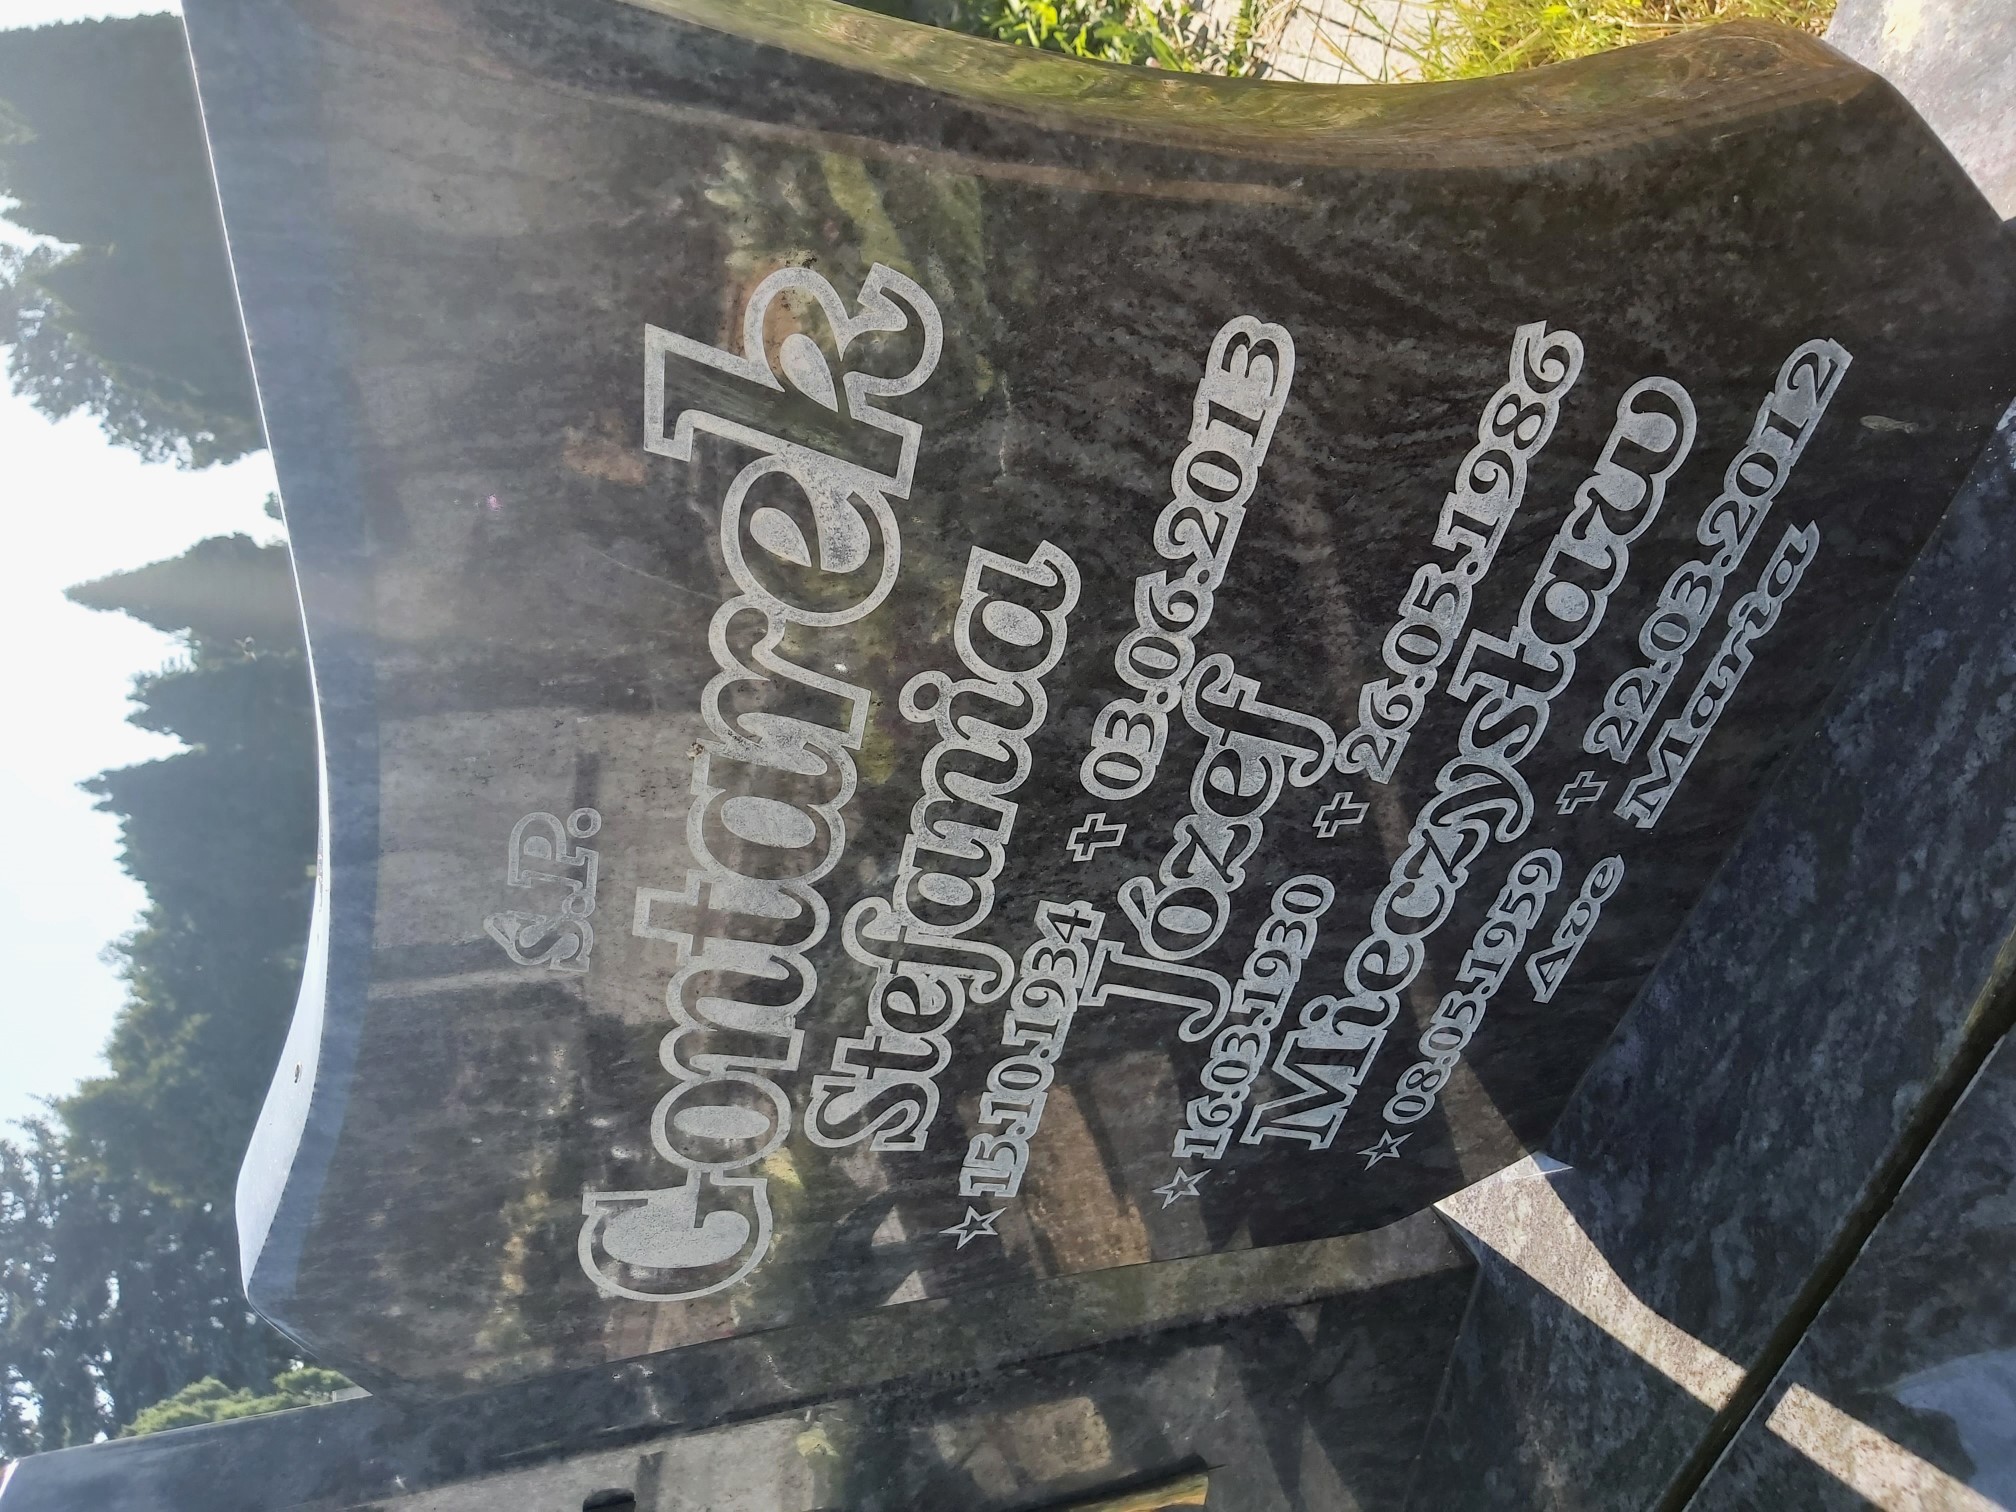 Ś.P.
Contarek
Stefania
15.10.1934 ✝ 03.06.2013
Józef
16.03.1930 ✝ 26.05.1986
Mieczysław
08.05.1959 ✝ 22.03.2012
Ave Maria